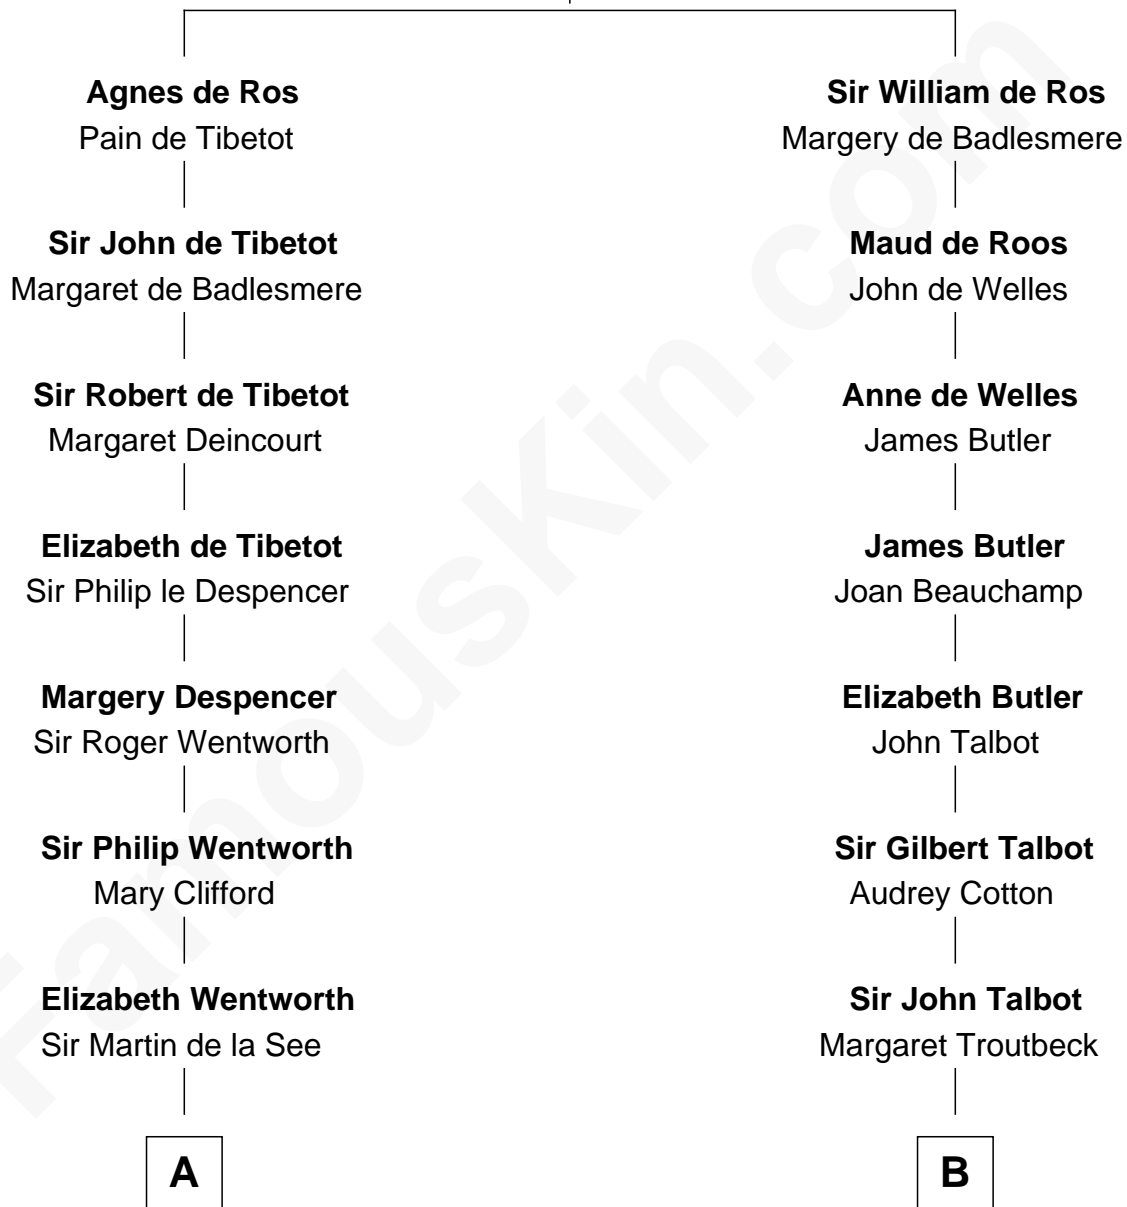 Agnes de Ros
Pain de Tibetot
Sir John de Tibetot
Margaret de Badlesmere
Sir Robert de Tibetot
Margaret Deincourt
Elizabeth de Tibetot
Sir Philip le Despencer
Margery Despencer
Sir Roger Wentworth
Sir Philip Wentworth
Mary Clifford
Elizabeth Wentworth
Sir Martin de la See
A
Sir William de Ros
Margery de Badlesmere
Maud de Roos
John de Welles
Anne de Welles
James Butler
James Butler
Joan Beauchamp
Elizabeth Butler
John Talbot
Sir Gilbert Talbot
Audrey Cotton
Sir John Talbot
Margaret Troutbeck
B
FamousKin.com